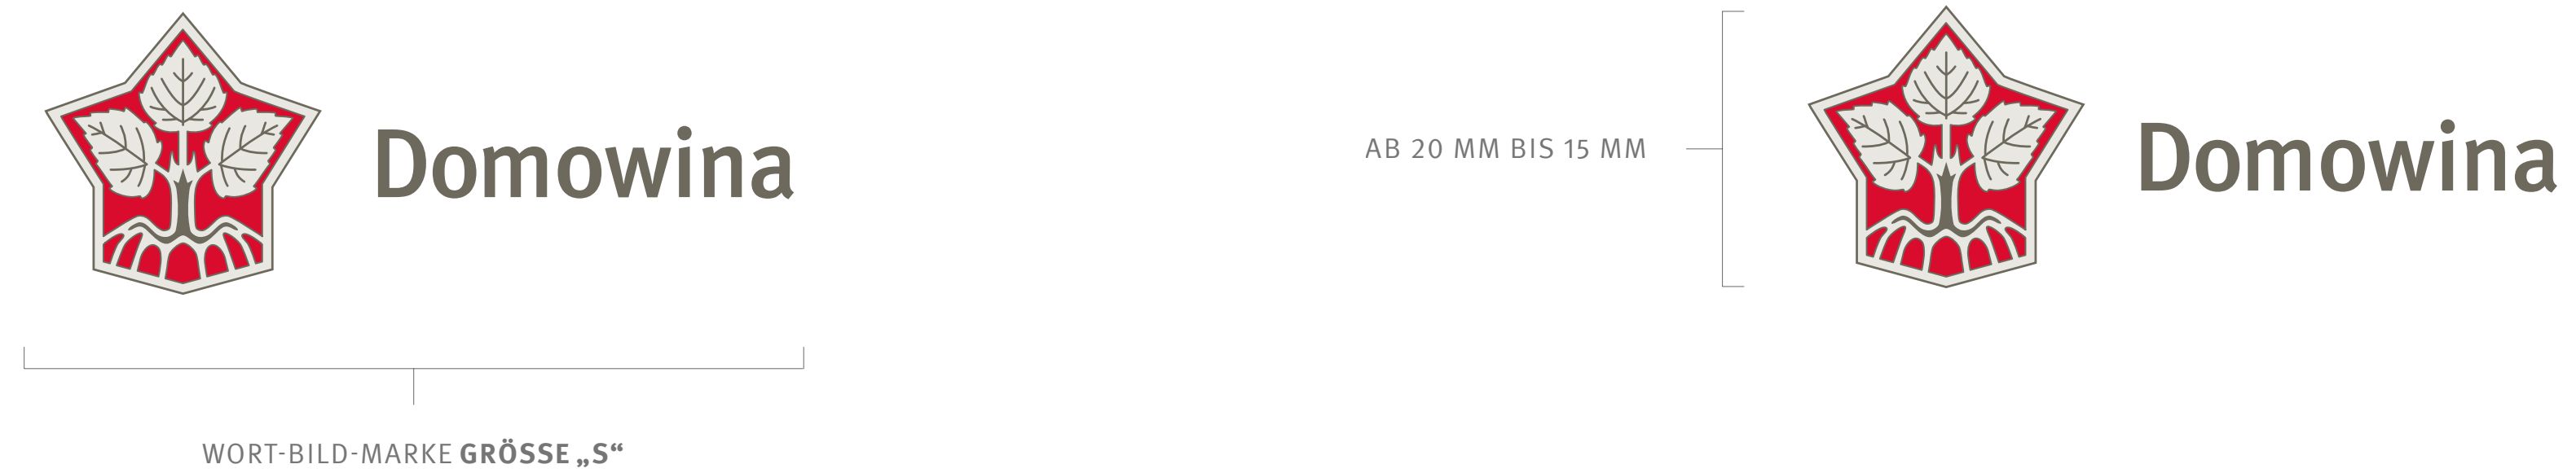 Domowina
AB 20 MM BIS 15 MM
Domowina
WORT-BILD-MARKE GRÖSSE „S“